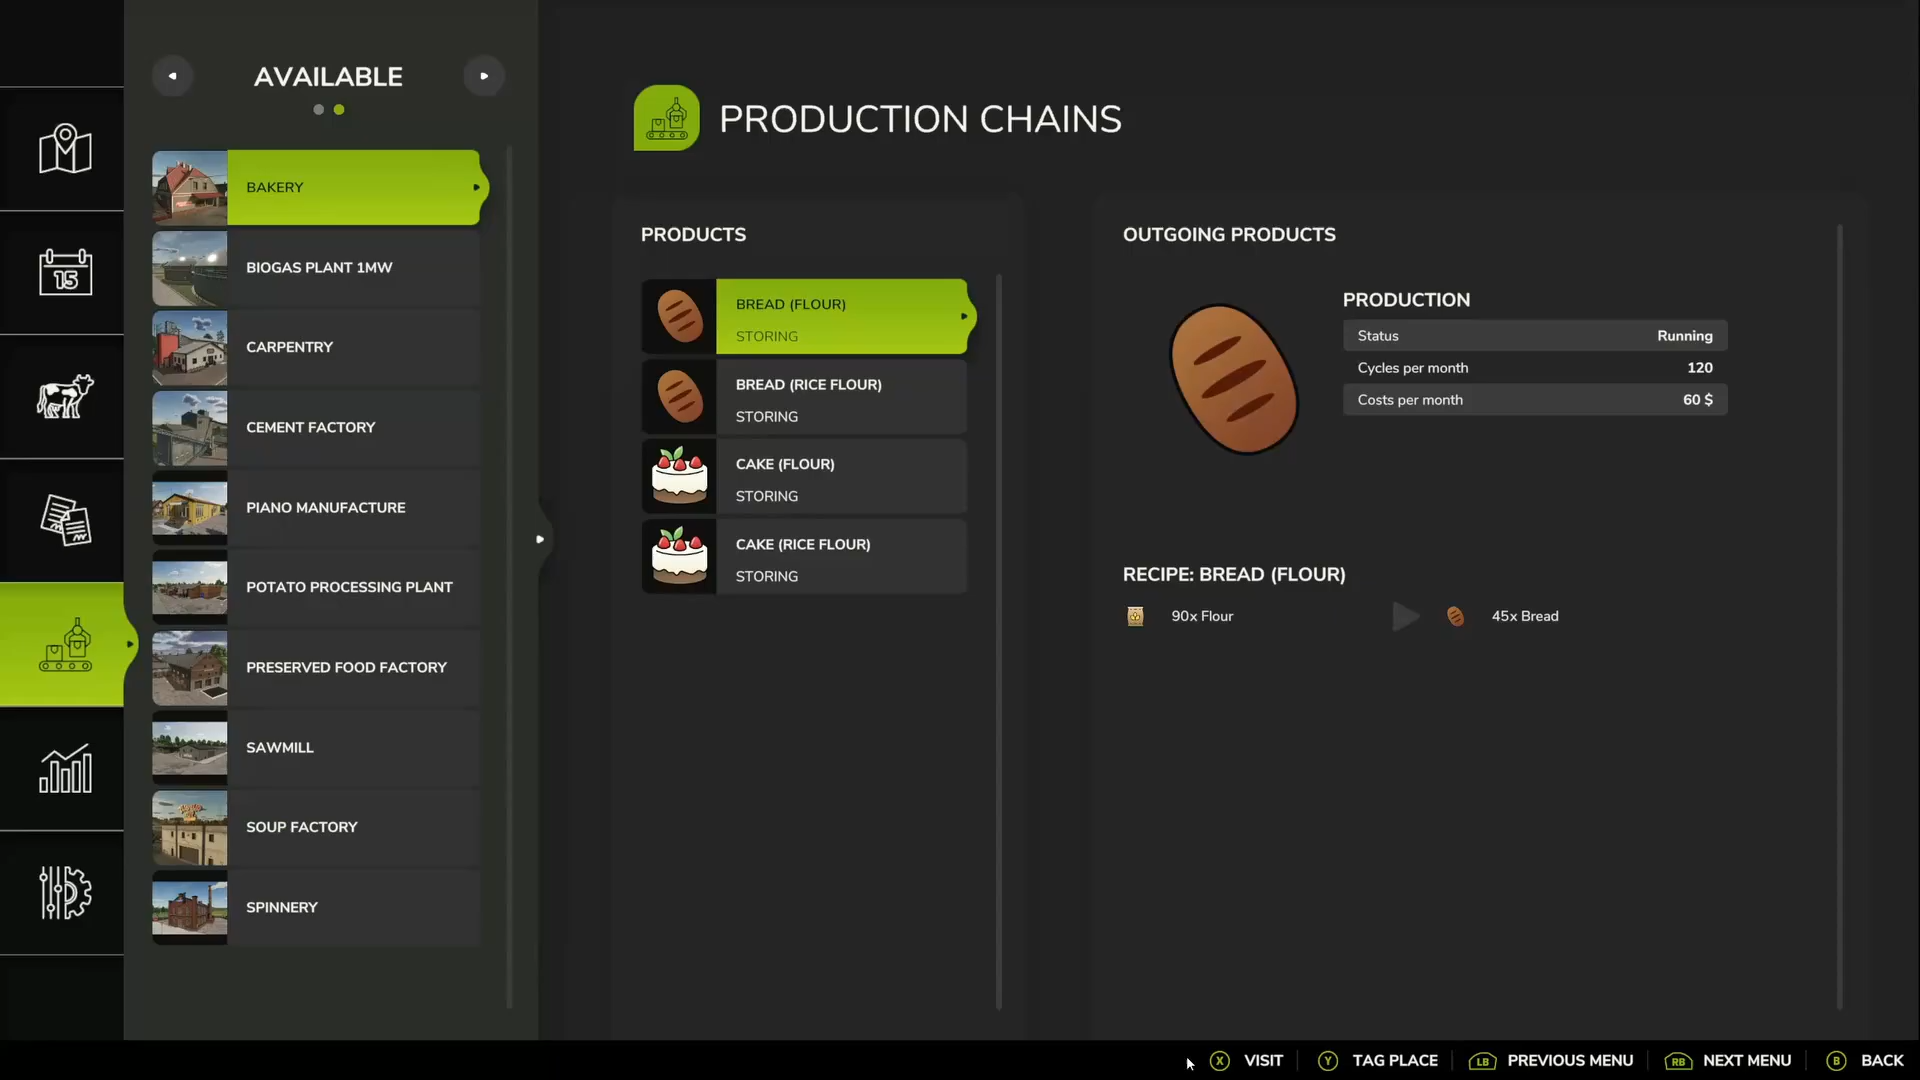 AVAILABLE
BAKERY
BIOGAS PLANT 1MW
CARPENTRY
CEMENT FACTORY
PIANO MANUFACTURE
POTATO PROCESSING PLANT
PRESERVED FOOD FACTORY
SAWMILL
SOUP FACTORY
SPINNERY
15
PRODUCTION CHAINS
PRODUCTS
BREAD (FLOUR)
STORING
BREAD (RICE FLOUR)
STORING
CAKE (FLOUR)
STORING
CAKE (RICE FLOUR)
STORING
OUTGOING PRODUCTS
PRODUCTION
Status Running
Cycles per month 120
Costs per month 60 $
RECIPE: BREAD (FLOUR)
90x Flour 45x Bread
X VISIT Y TAG PLACE LB PREVIOUS MENU RB NEXT MENU B BACK